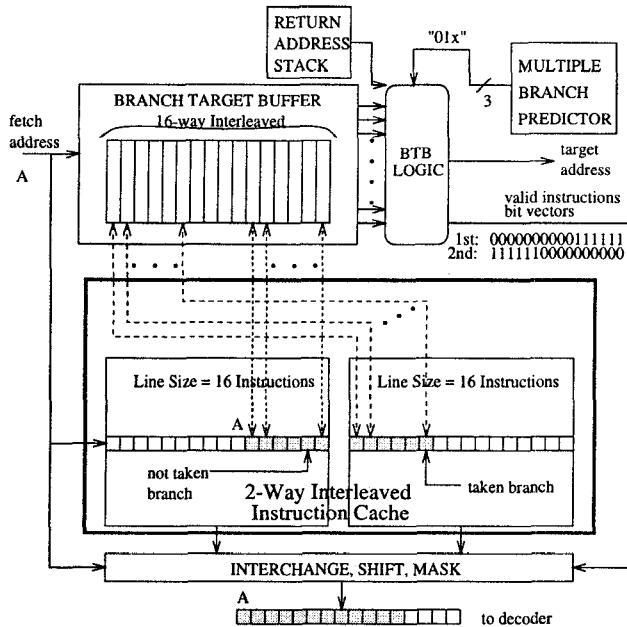 RETURN
ADDRESS
STACK
"01x"
3
MULTIPLE
BRANCH
PREDICTOR
BRANCH TARGET BUFFER
16-way Interleaved
fetch
address
A
BTB
LOGIC
target
address
valid instructions
bit vectors
1st: 0000000000111111
2nd: 1111110000000000
Line Size = 16 Instructions
Line Size = 16 Instructions
A
not taken
branch
taken branch
2-Way Interleaved
Instruction Cache
INTERCHANGE, SHIFT, MASK
A
to decoder